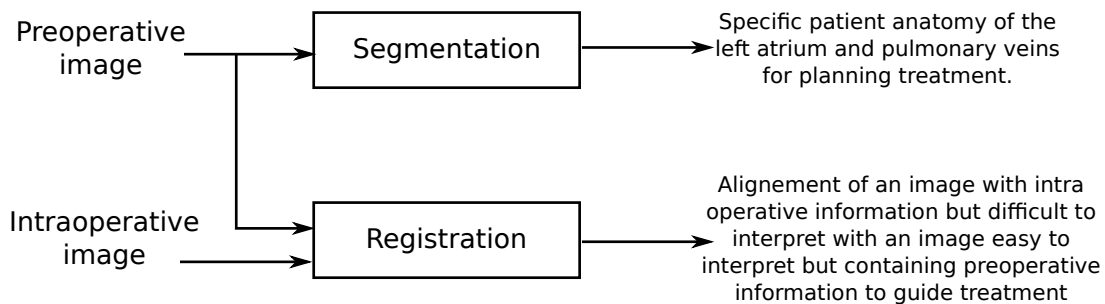 Preoperative
image
Segmentation
Specific patient anatomy of the
left atrium and pulmonary veins
for planning treatment.
Intraoperative
image
Registration
Alignement of an image with intra
operative information but difficult to
interpret with an image easy to
interpret but containing preoperative
information to guide treatment